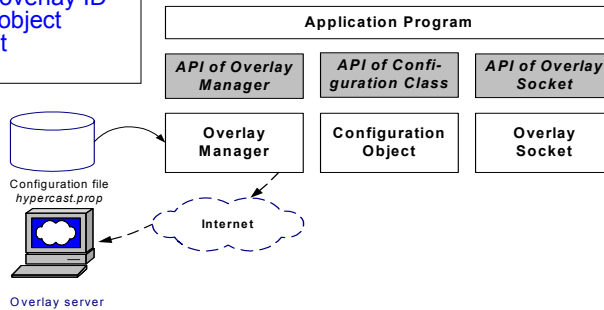 overlay ID
object
t
Application Program
API of Overlay
Manager
API of Confi-
guration Class
API of Overlay
Socket
Overlay
Manager
Configuration
Object
Overlay
Socket
Configuration file
hypercast.prop
Internet
Overlay server